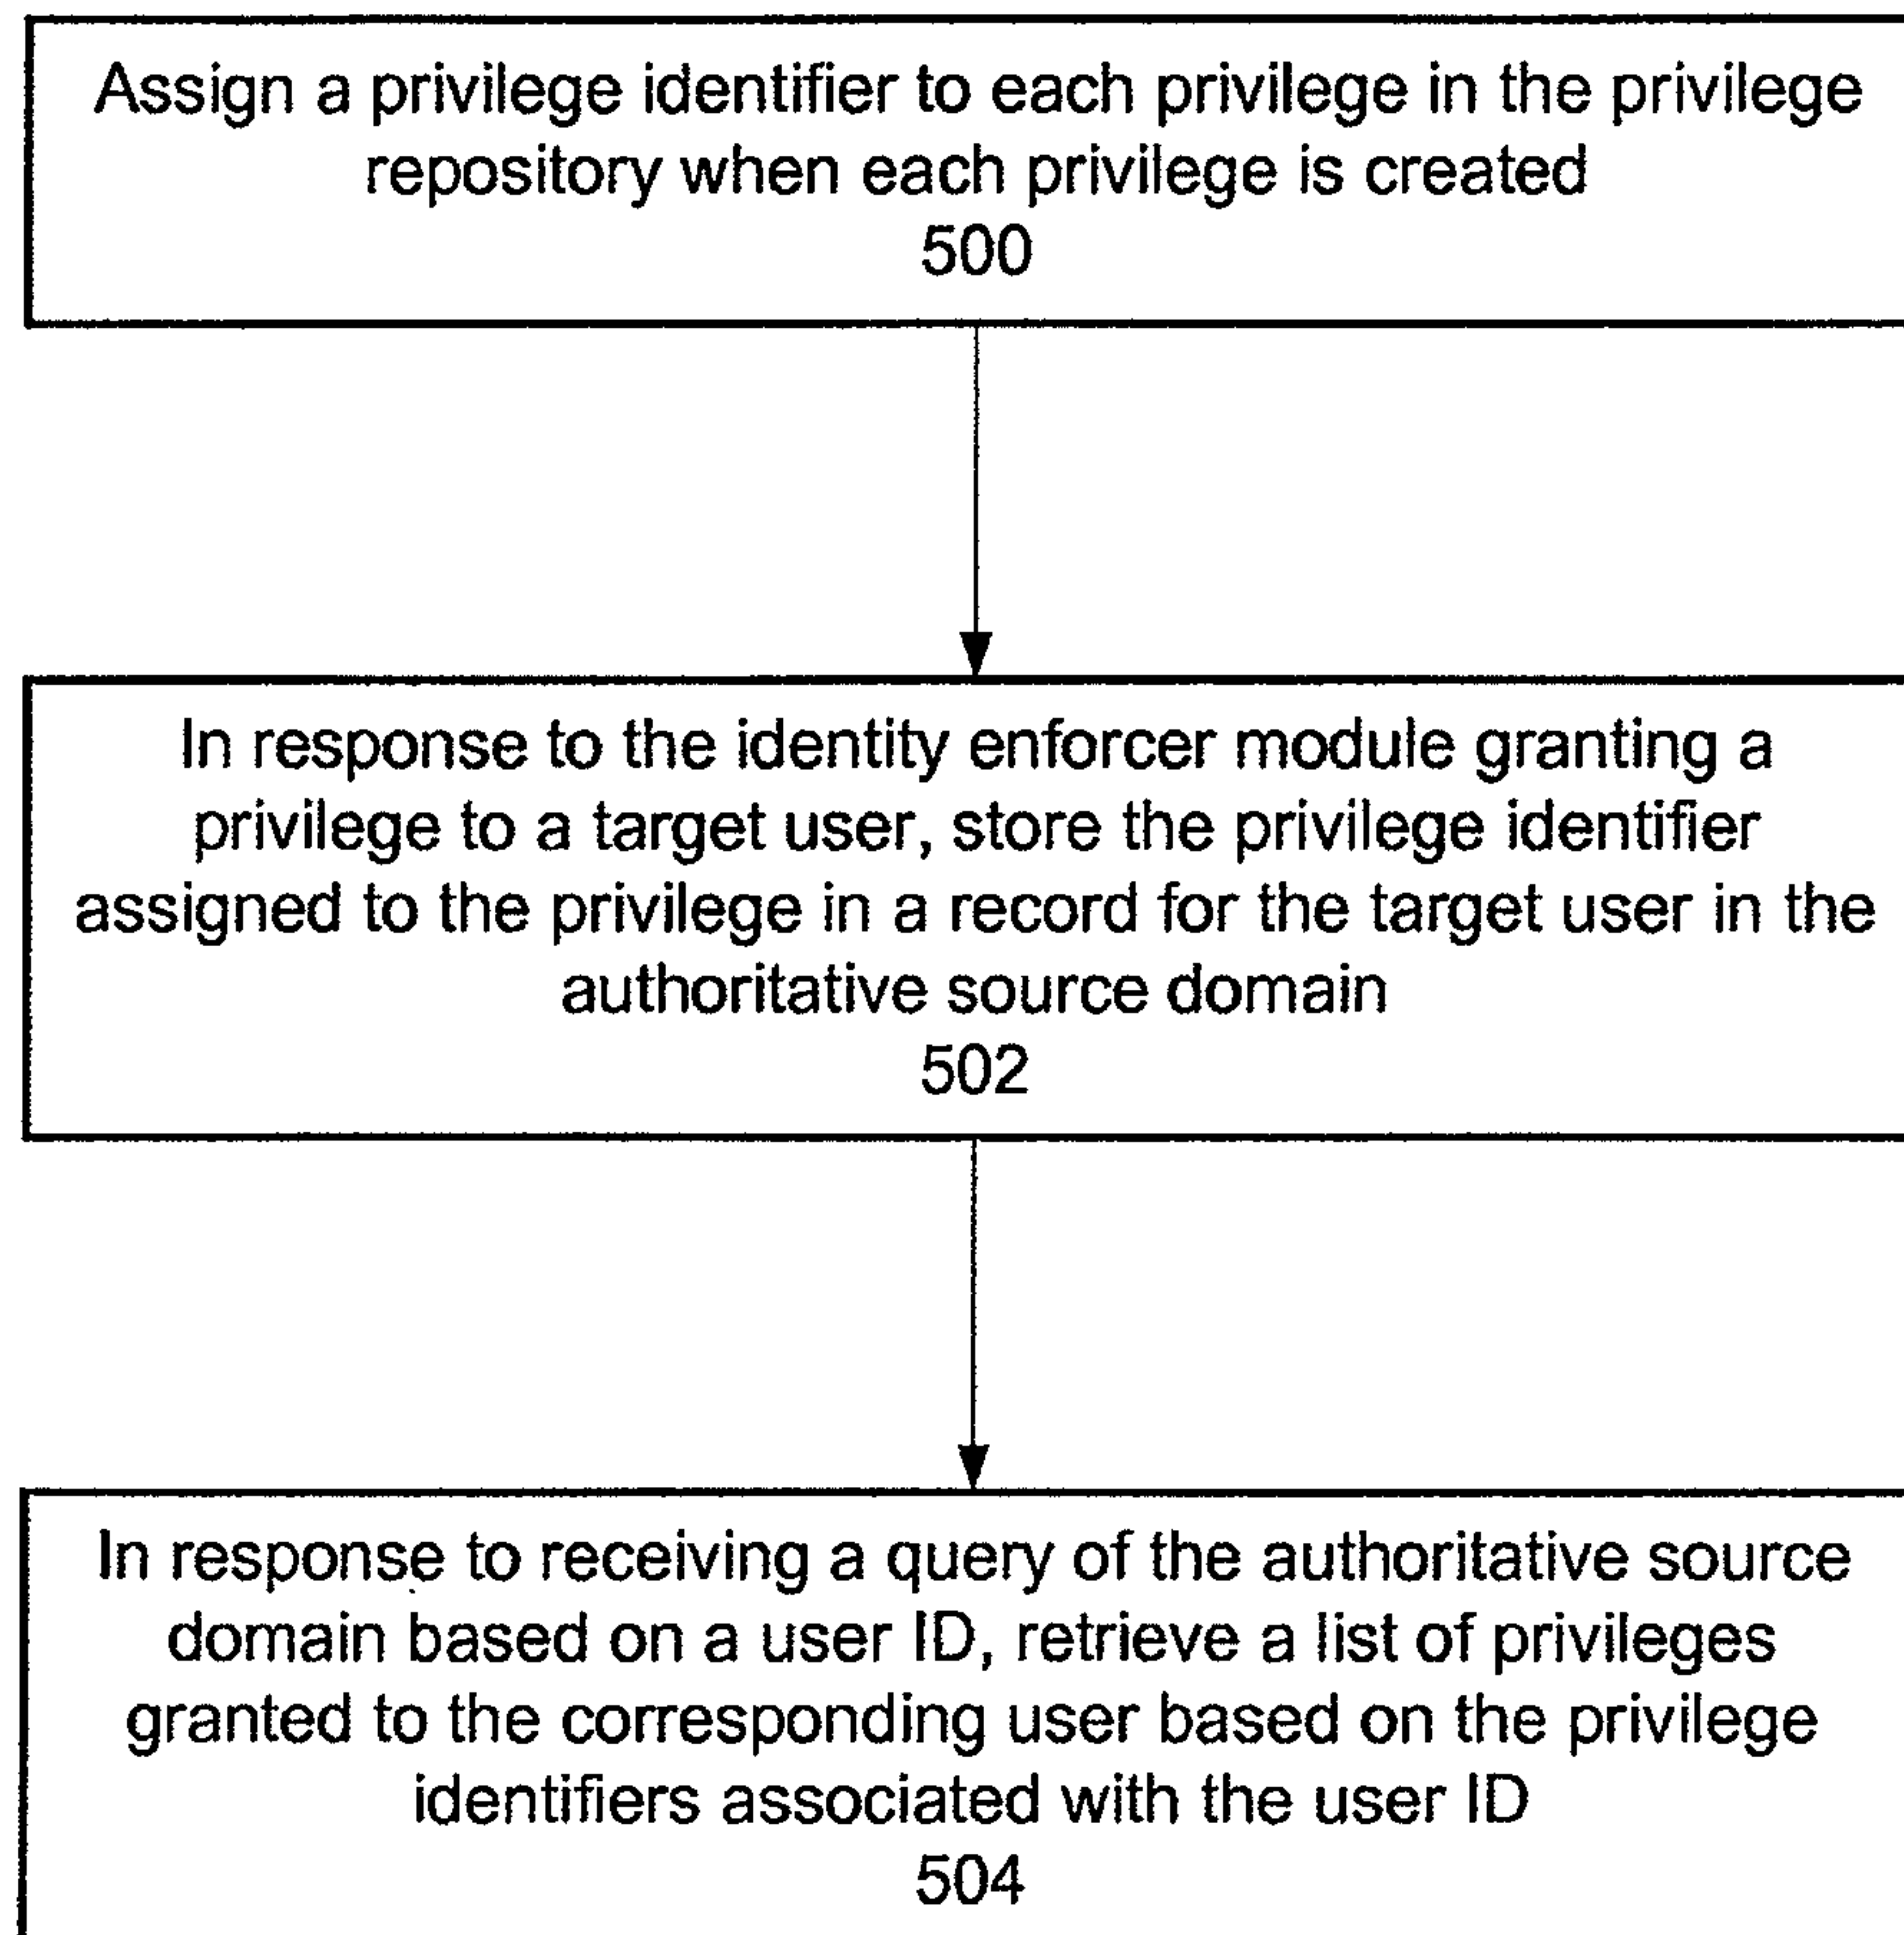 Assign a privilege identifier to each privilege in the privilege
repository when each privilege is created
500
In response to the identity enforcer module granting a
privilege to a target user, store the privilege identifier
assigned to the privilege in a record for the target user in the
authoritative source domain
502
In response to receiving a query of the authoritative source
domain based on a user ID, retrieve a list of privileges
granted to the corresponding user based on the privilege
identifiers associated with the user ID
504